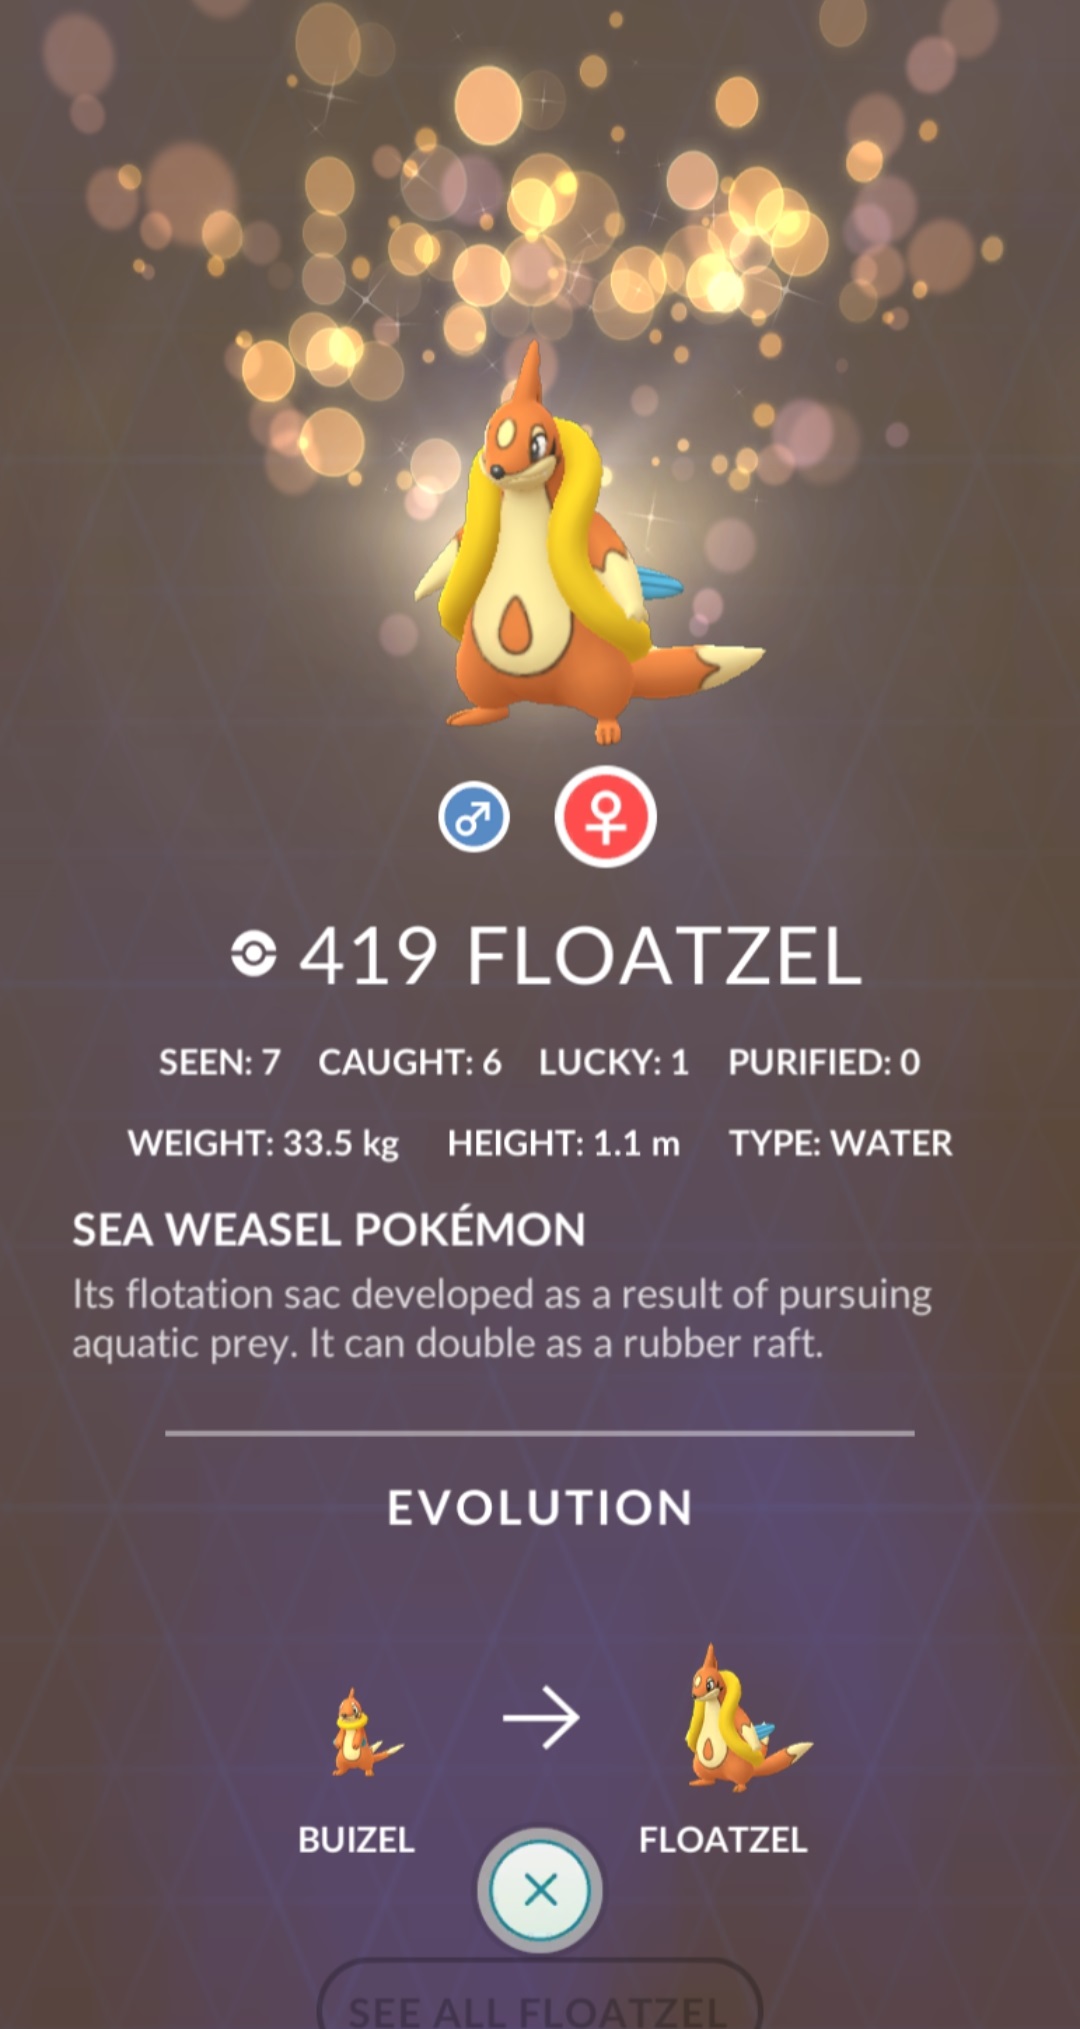 419 FLOATZEL
SEEN: 7 CAUGHT: 6 LUCKY: 1 PURIFIED: 0
WEIGHT: 33.5 kg HEIGHT: 1.1 m TYPE: WATER
SEA WEASEL POKÉMON
Its flotation sac developed as a result of pursuing
aquatic prey. It can double as a rubber raft.
EVOLUTION
BUIZEL FLOATZEL
SEE ALL FLOATZEL